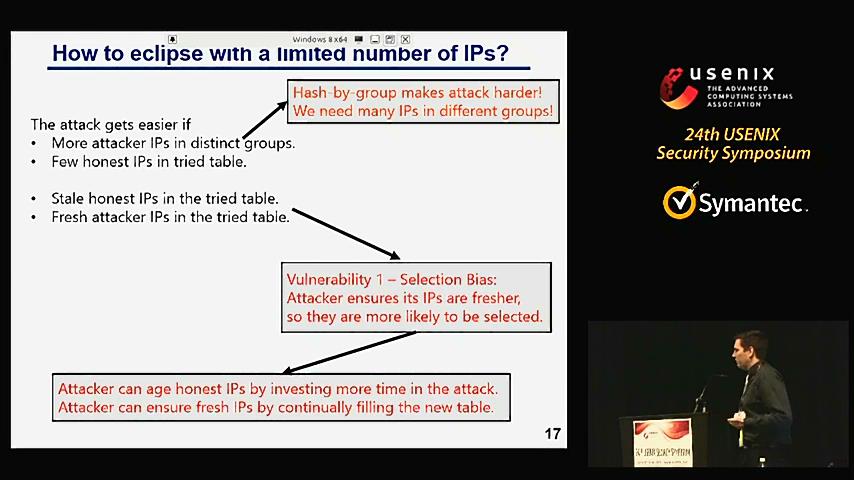 Windows 8 x64
How to eclipse with a limited number of IPs?
Hash-by-group makes attack harder!
We need many IPs in different groups!
The attack gets easier if
• More attacker IPs in distinct groups.
• Few honest IPs in tried table.
• Stale honest IPs in the tried table.
• Fresh attacker IPs in the tried table.
Vulnerability 1 – Selection Bias:
Attacker ensures its IPs are fresher,
so they are more likely to be selected.
Attacker can age honest IPs by investing more time in the attack.
Attacker can ensure fresh IPs by continually filling the new table.
17
usenix
THE ADVANCED
COMPUTING SYSTEMS
ASSOCIATION
24th USENIX
Security Symposium
Symantec.